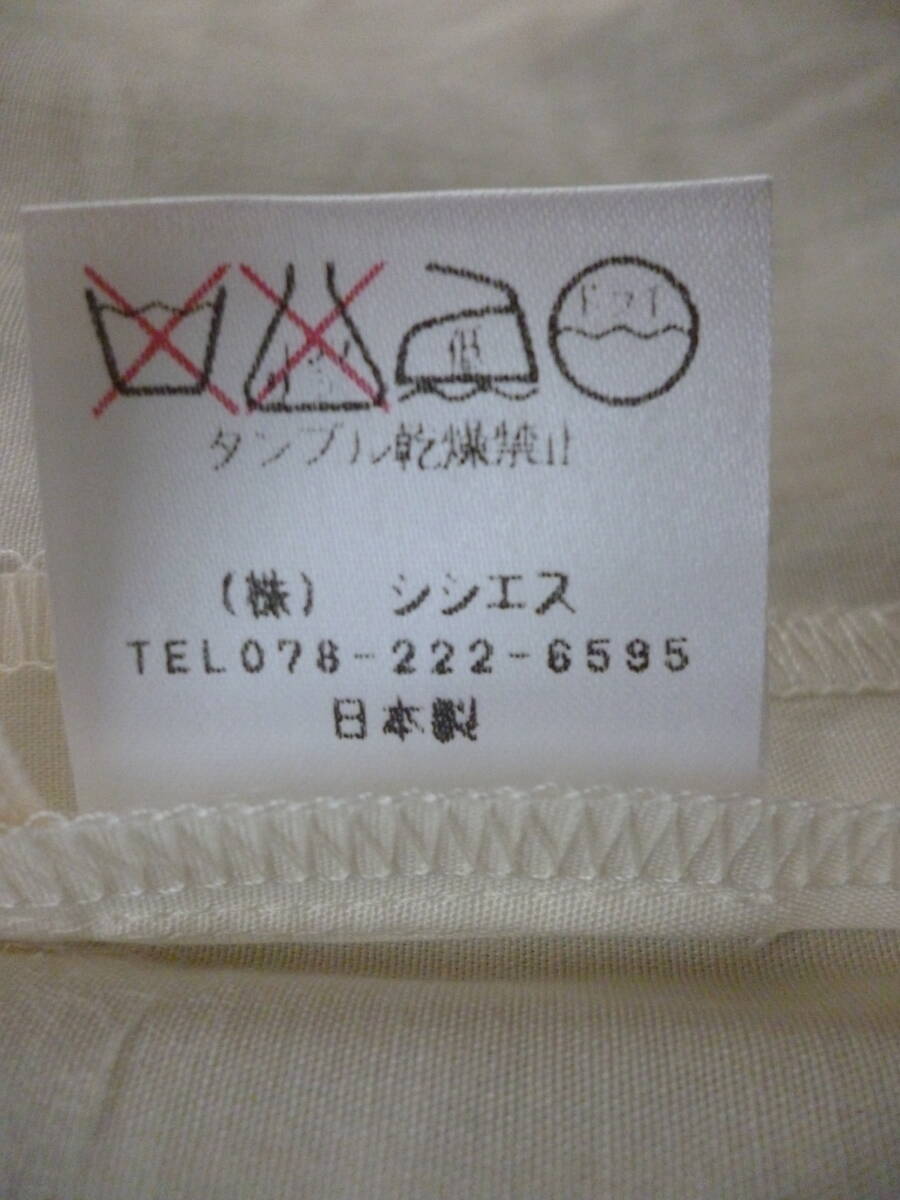 低 ドライ
タンブル乾燥禁止
(株) シシエス
TEL078-222-6595
日本製